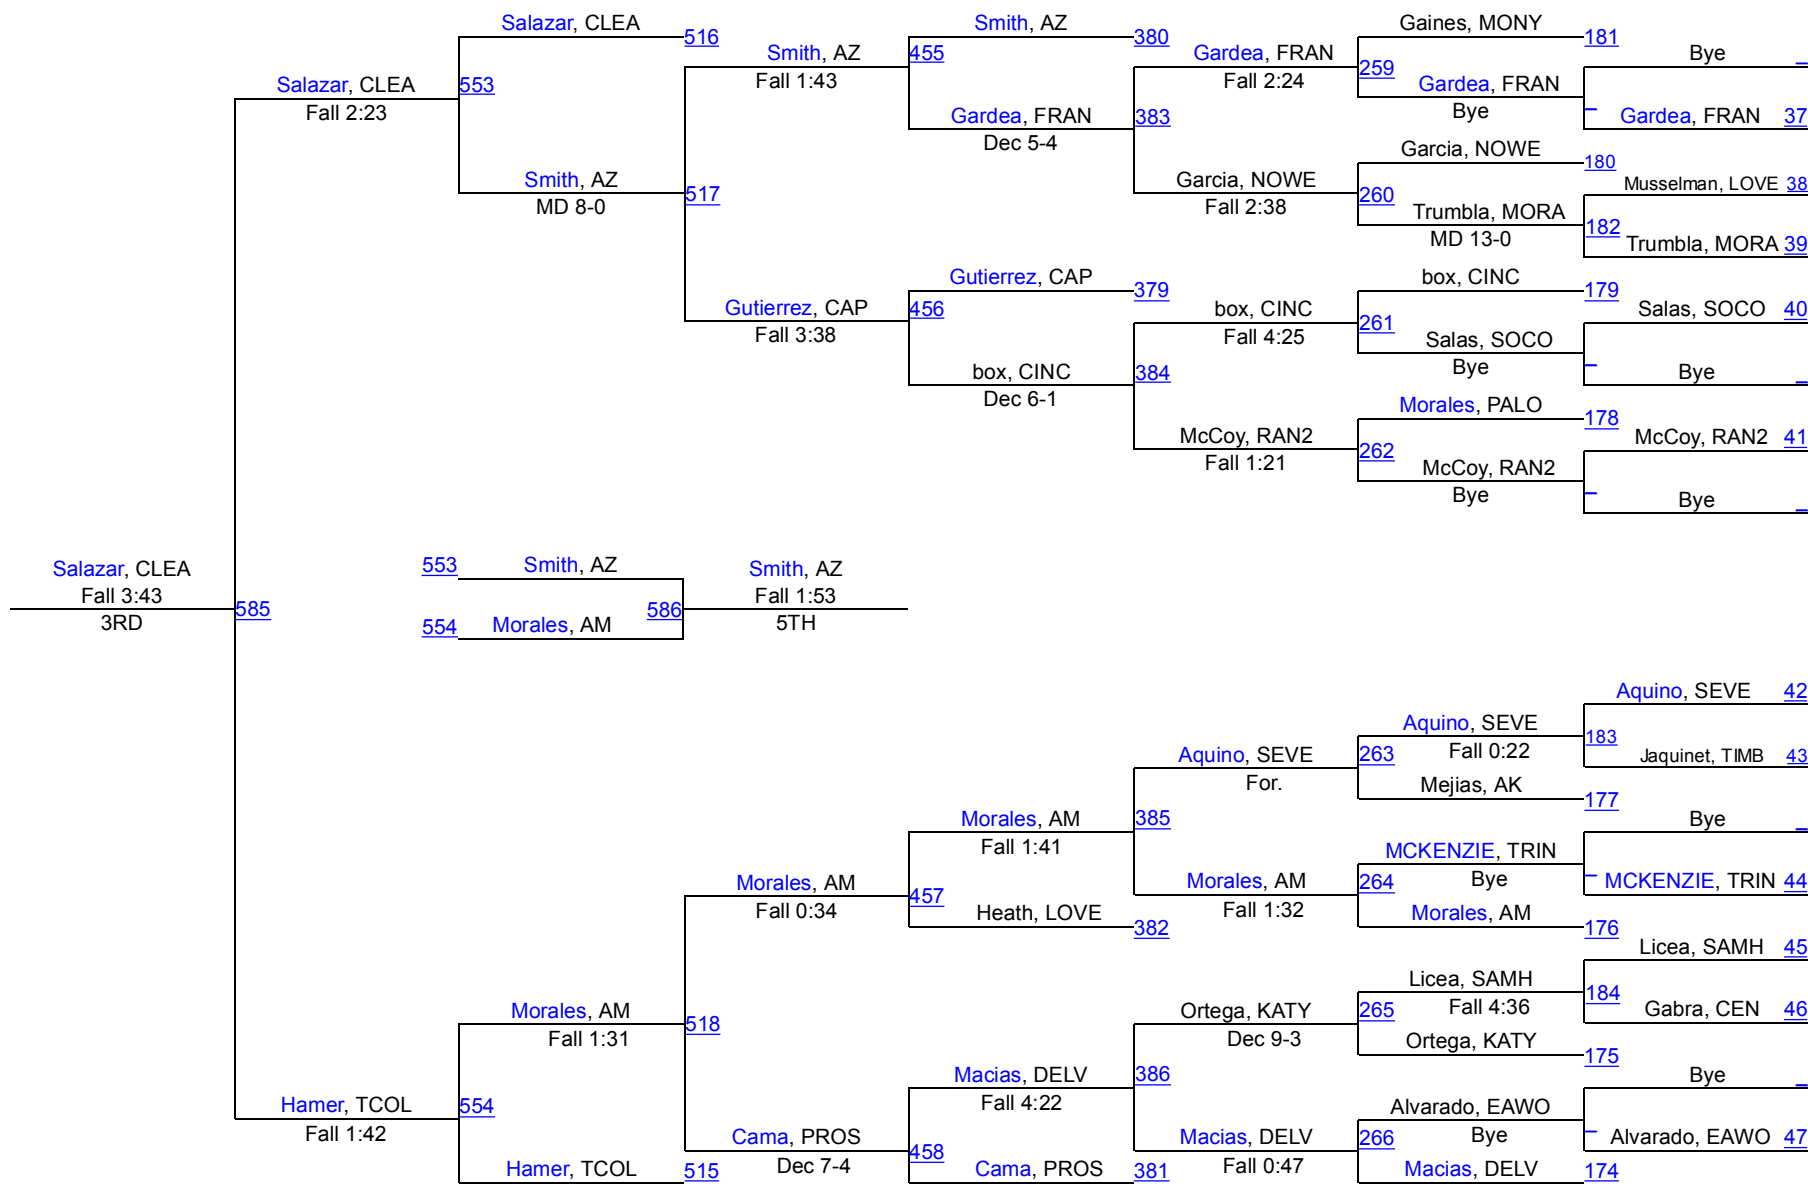 Salazar, CLEA
516
Smith, AZ
380
Gaines, MONY
181
Smith, AZ
Fall 1:43
455
Gardea, FRAN
Fall 2:24
259
Bye
_
Salazar, CLEA
Fall 2:23
553
Gardea, FRAN
Bye
_
Gardea, FRAN 37
Gardea, FRAN
Dec 5-4
383
Garcia, NOWE
180
Smith, AZ
MD 8-0
517
Garcia, NOWE
Fall 2:38
260
Musselman, LOVE 38
Trumbla, MORA
MD 13-0
182
Trumbla, MORA 39
Gutierrez, CAP
379
box, CINC
179
Gutierrez, CAP
Fall 3:38
456
box, CINC
Fall 4:25
261
Salas, SOCO 40
Salas, SOCO
Bye
_
Bye
_
box, CINC
Dec 6-1
384
Morales, PALO
178
McCoy, RAN2
Fall 1:21
262
McCoy, RAN2 41
McCoy, RAN2
Bye
_
Bye
_
Salazar, CLEA
Fall 3:43
3RD
585
553
Smith, AZ
554
Morales, AM
586
Smith, AZ
Fall 1:53
5TH
Aquino, SEVE 42
Aquino, SEVE
Fall 0:22
183
Jaquinet, TIMB 43
Aquino, SEVE
For.
263
Mejias, AK
177
Morales, AM
Fall 1:41
385
Bye
_
MCKENZIE, TRIN
Bye
_
MCKENZIE, TRIN 44
Morales, AM
Fall 0:34
457
Morales, AM
Fall 1:32
264
Morales, AM
176
Heath, LOVE
382
Licea, SAMH 45
Licea, SAMH
Fall 4:36
184
Gabra, CEN 46
Morales, AM
Fall 1:31
518
Ortega, KATY
Dec 9-3
265
Ortega, KATY
175
Macias, DELV
Fall 4:22
386
Bye
_
Hamer, TCOL
Fall 1:42
554
Alvarado, EAWO
Bye
_
Alvarado, EAWO 47
Cama, PROS
Dec 7-4
458
Macias, DELV
Fall 0:47
266
Macias, DELV
174
Hamer, TCOL
515
Cama, PROS
381